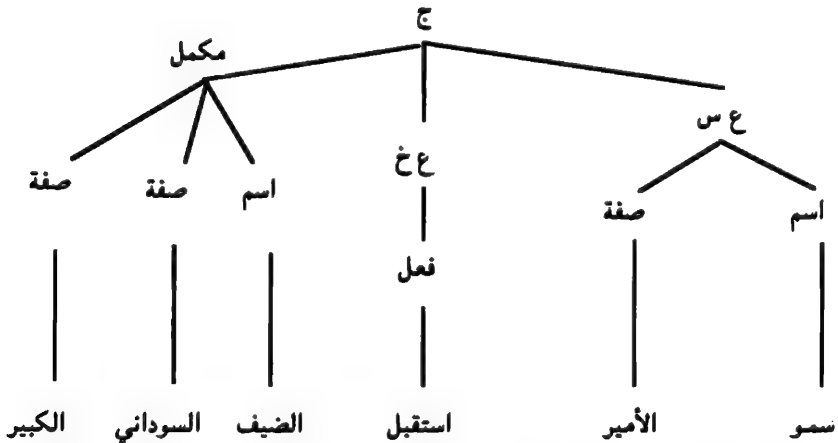 ج
مكمل
ع س
ع خ
اسم صفة اسم صفة صفة
فعل
سمو الأمير استقبل الضيف السوداني الكبير